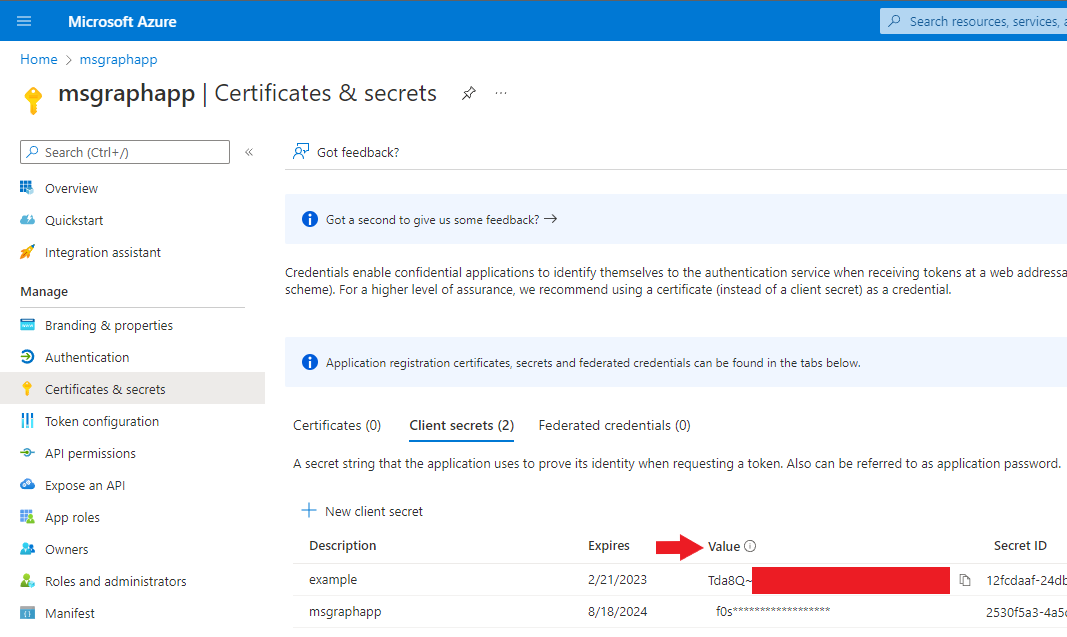 Microsoft Azure
Search resources, services, a
Home > msgraphapp
msgraphapp | Certificates & secrets
Search (Ctrl+/)
Overview
Quickstart
Integration assistant
Manage
Branding & properties
Authentication
Certificates & secrets
Token configuration
API permissions
Expose an API
App roles
Owners
Roles and administrators
Manifest
Got feedback?
Got a second to give us some feedback? →
Credentials enable confidential applications to identify themselves to the authentication service when receiving tokens at a web addressa
scheme). For a higher level of assurance, we recommend using a certificate (instead of a client secret) as a credential.
Application registration certificates, secrets and federated credentials can be found in the tabs below.
Certificates (0) Client secrets (2) Federated credentials (0)
A secret string that the application uses to prove its identity when requesting a token. Also can be referred to as application password.
New client secret
Description Expires Value Secret ID
example 2/21/2023 Tda8Q~ 12fcdaaf-24db
msgraphapp 8/18/2024 f0s****************** 2530f5a3-4a5c